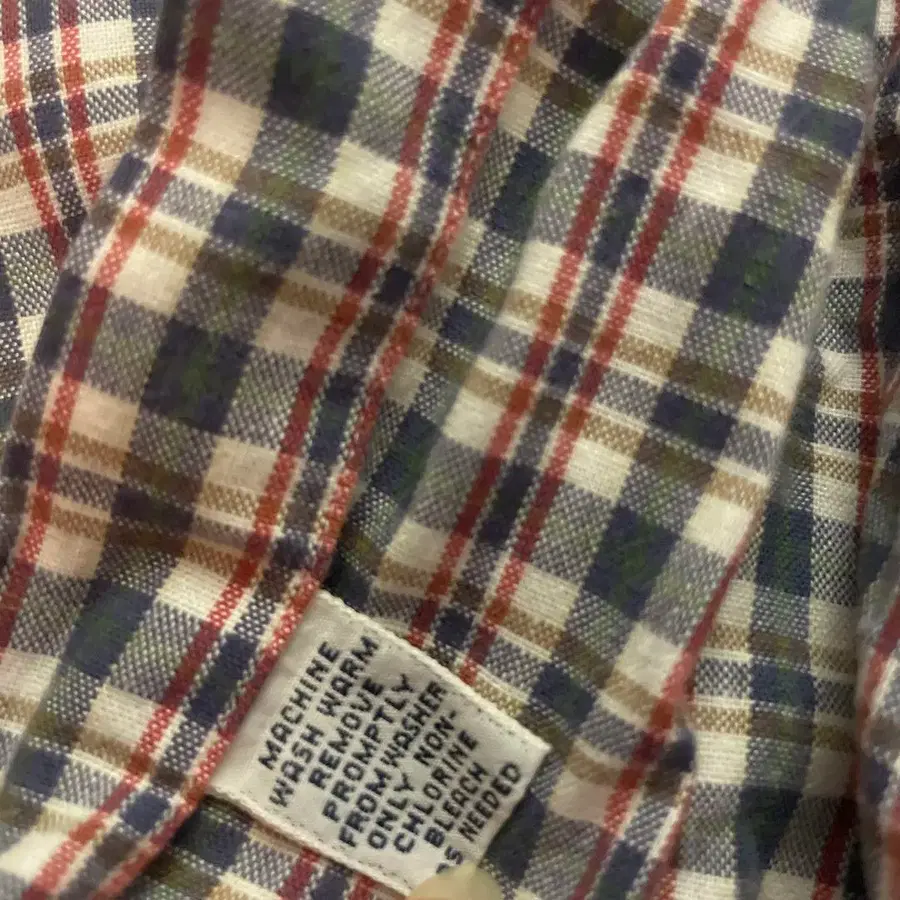 MACHINE
WASH WARM
REMOVE
PROMPTLY
FROM WASHER
ONLY NON-
CHLORINE
BLEACH
AS NEEDED